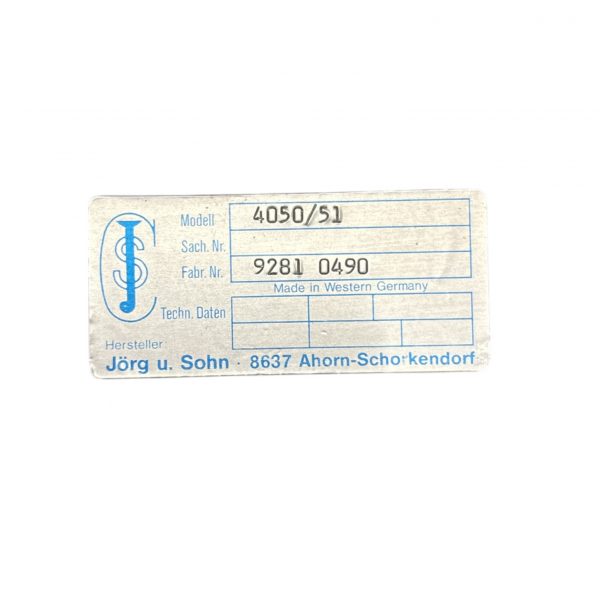 JS
Modell 4050/51
Sach. Nr.
Fabr. Nr. 9281 0490
Made in Western Germany
Techn. Daten
Hersteller:
Jörg u. Sohn · 8637 Ahorn-Schorkendorf